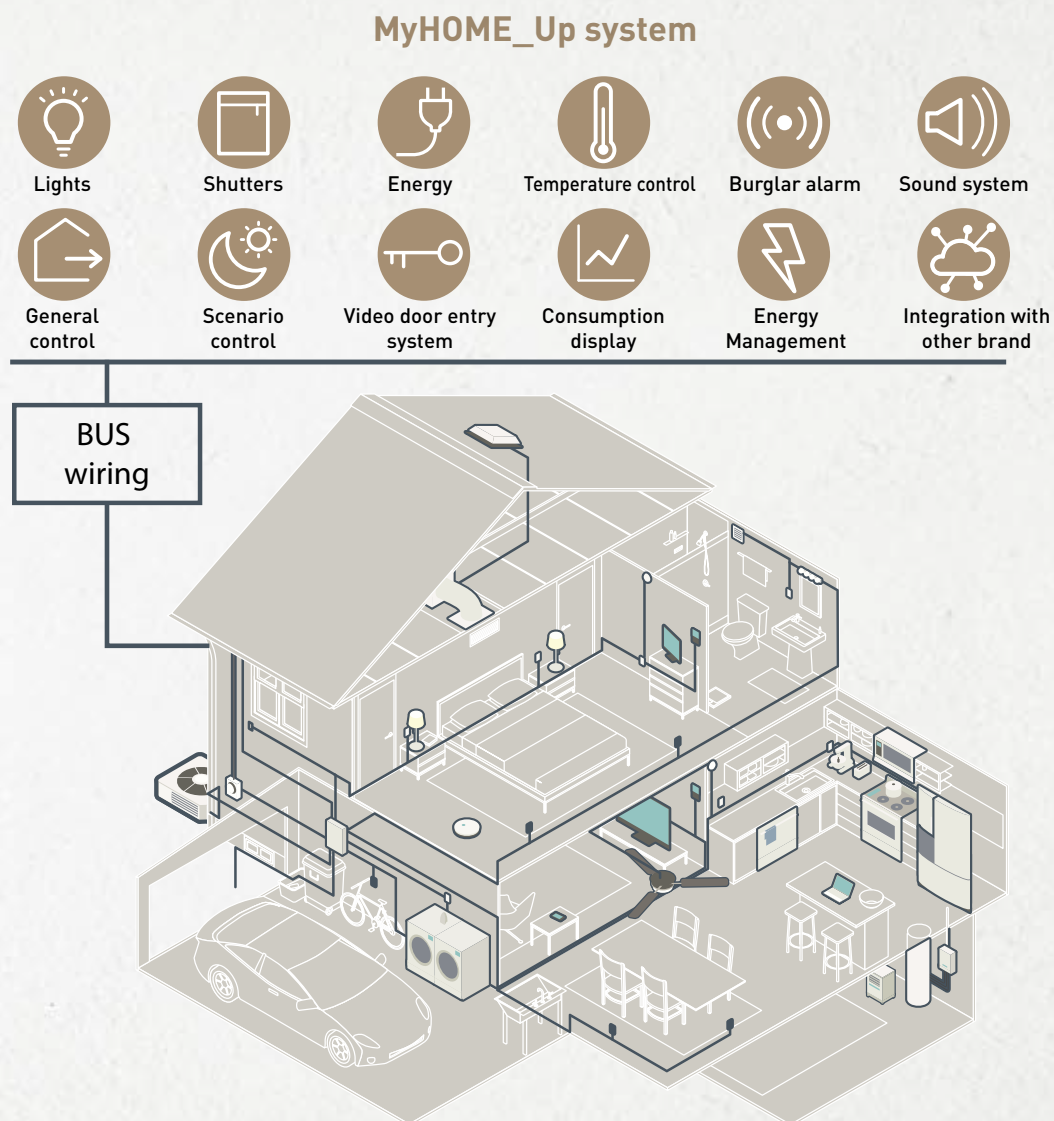 MyHOME_Up system
Lights
Shutters
Energy
Temperature control
Burglar alarm
Sound system
General
control
Scenario
control
Video door entry
system
Consumption
display
Energy
Management
Integration with
other brand
BUS
wiring